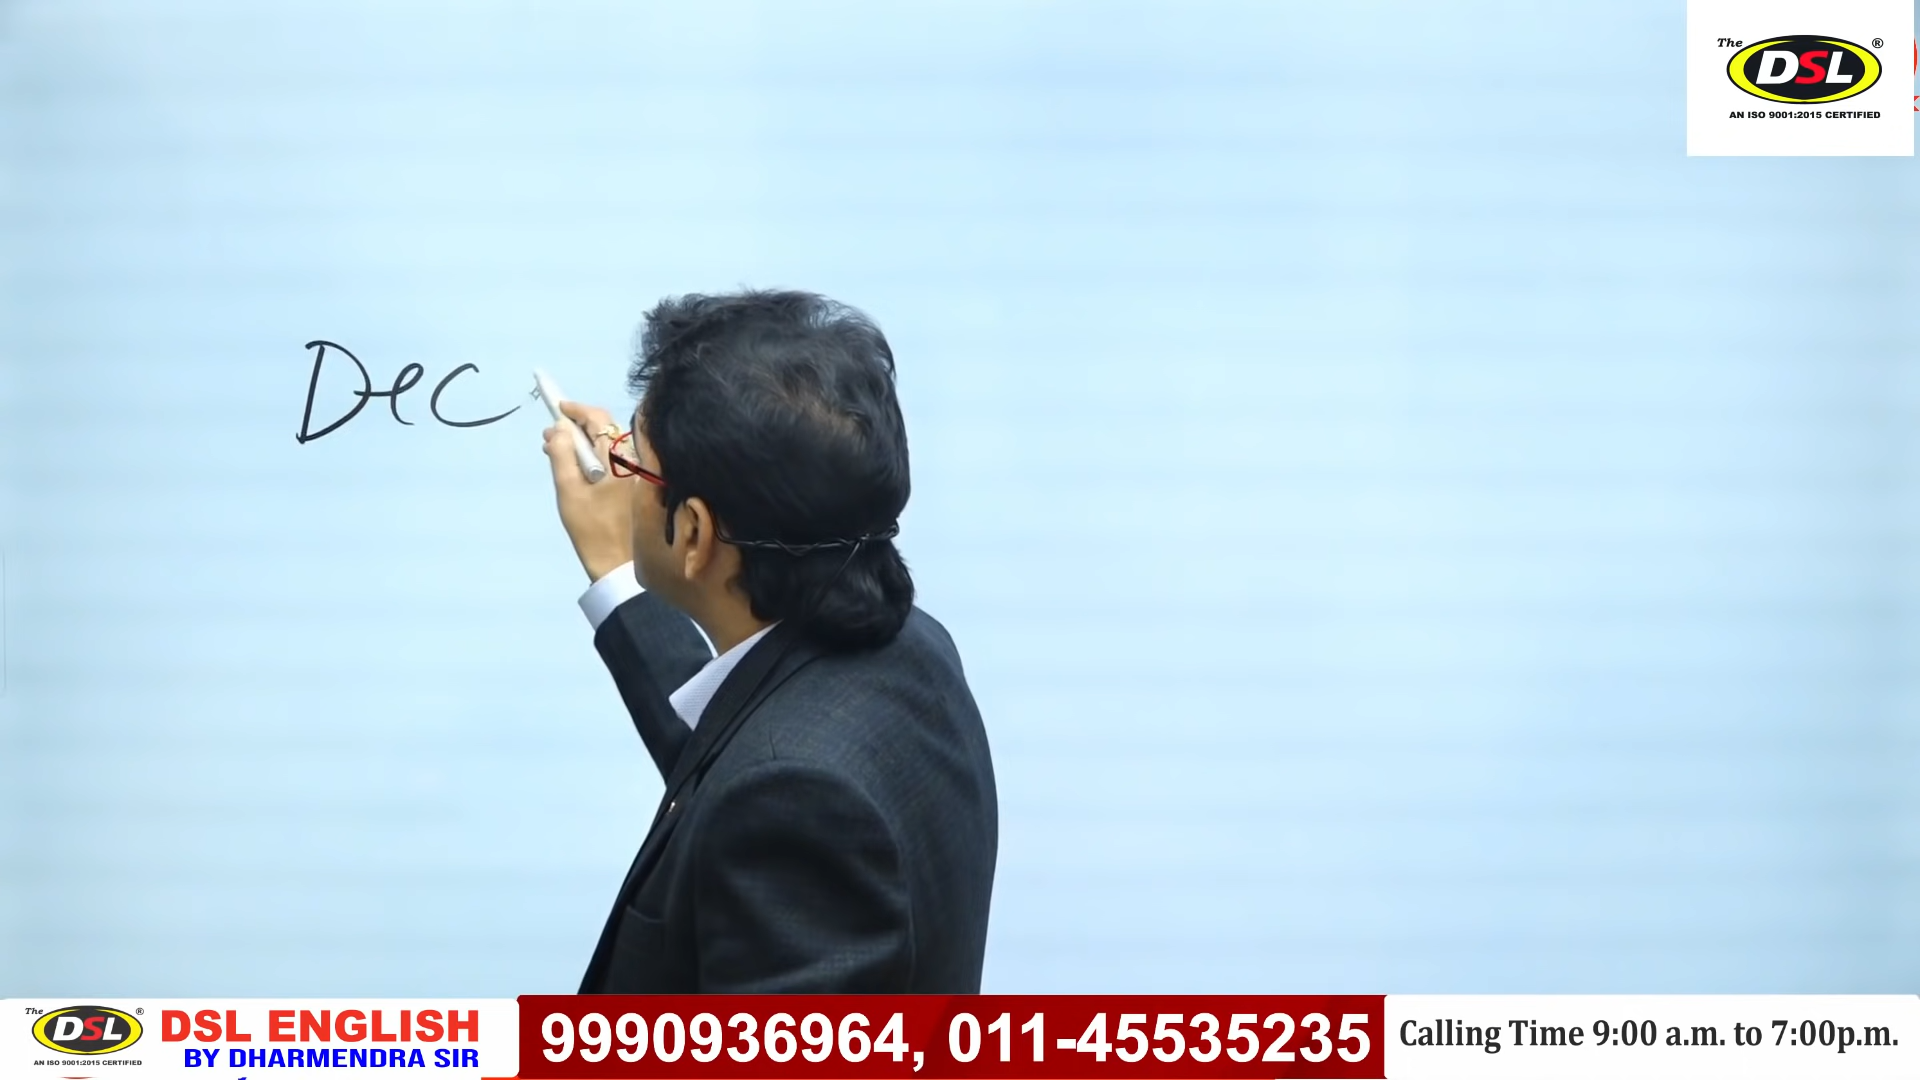 The DSL ®
AN ISO 9001:2015 CERTIFIED
Dec
The DSL ®
AN ISO 9001:2015 CERTIFIED
DSL ENGLISH
BY DHARMENDRA SIR
9990936964, 011-45535235
Calling Time 9:00 a.m. to 7:00p.m.